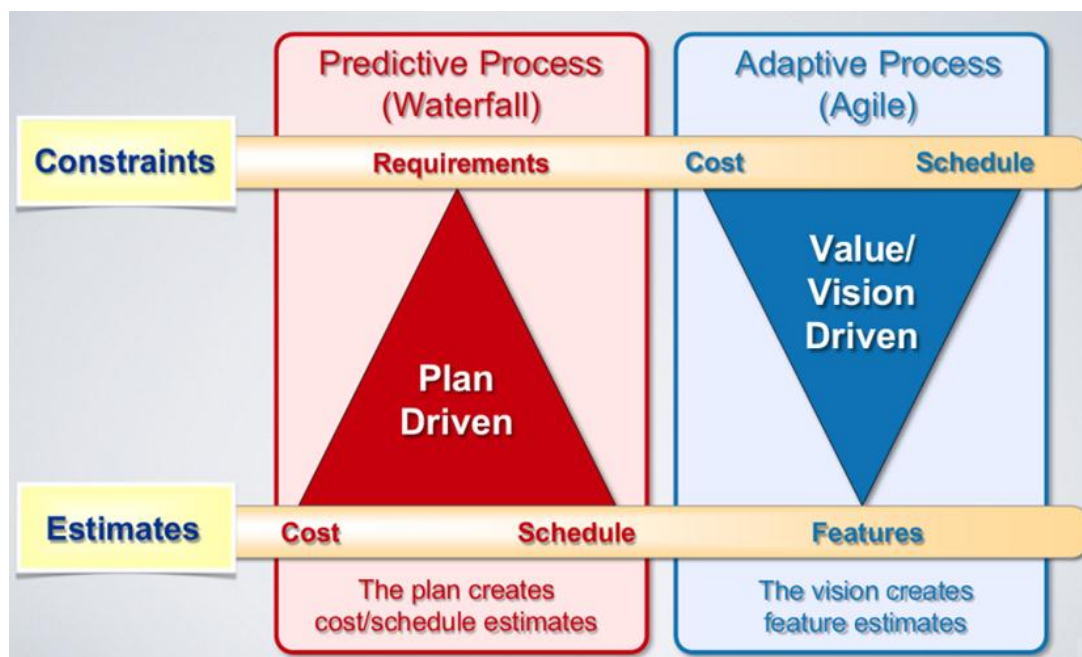 Predictive Process
(Waterfall)
Adaptive Process
(Agile)
Constraints
Requirements
Cost
Schedule
Plan
Driven
Value/
Vision
Driven
Estimates
Cost
Schedule
Features
The plan creates
cost/schedule estimates
The vision creates
feature estimates